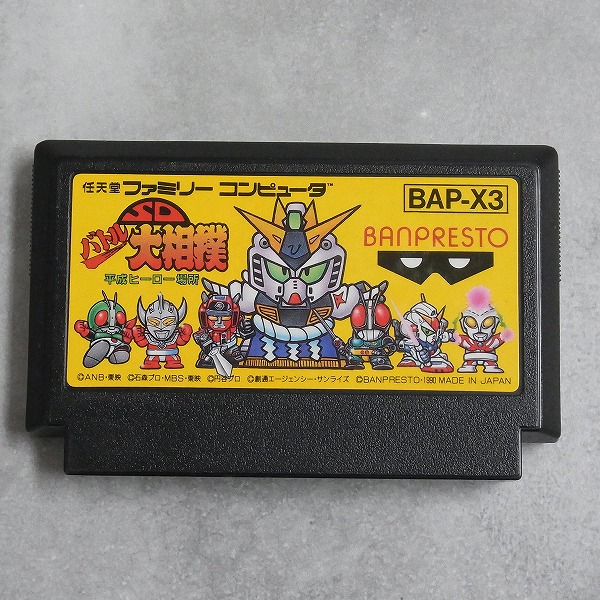 任天堂 ファミリー コンピュータ™
BAP-X3
SD
バトル大相撲
平成ヒーロー場所
BANPRESTO
©ANB・東映 ©石森プロ・MBS・東映 ©円谷プロ ©創通エージェンシー・サンライズ ©BANPRESTO・1990 MADE IN JAPAN